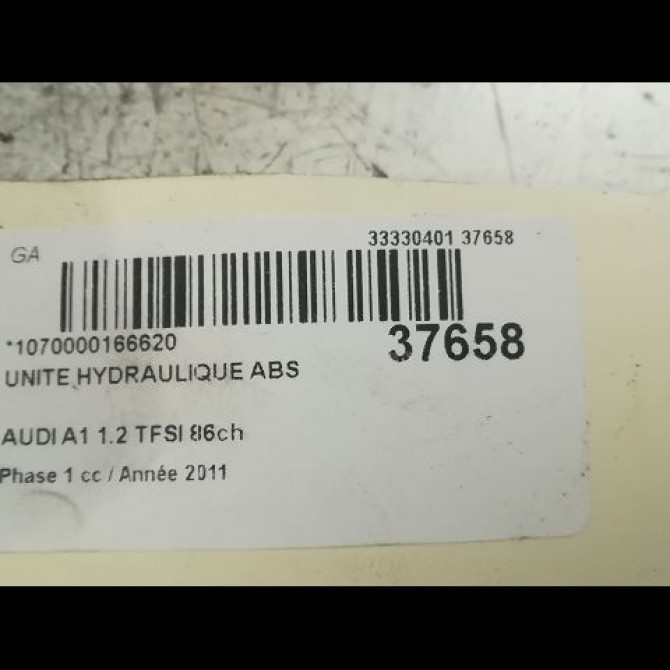 GA
33330401 37658
*1070000166620
37658
UNITE HYDRAULIQUE ABS
AUDI A1 1.2 TFSI 86ch
Phase 1 cc / Année 2011